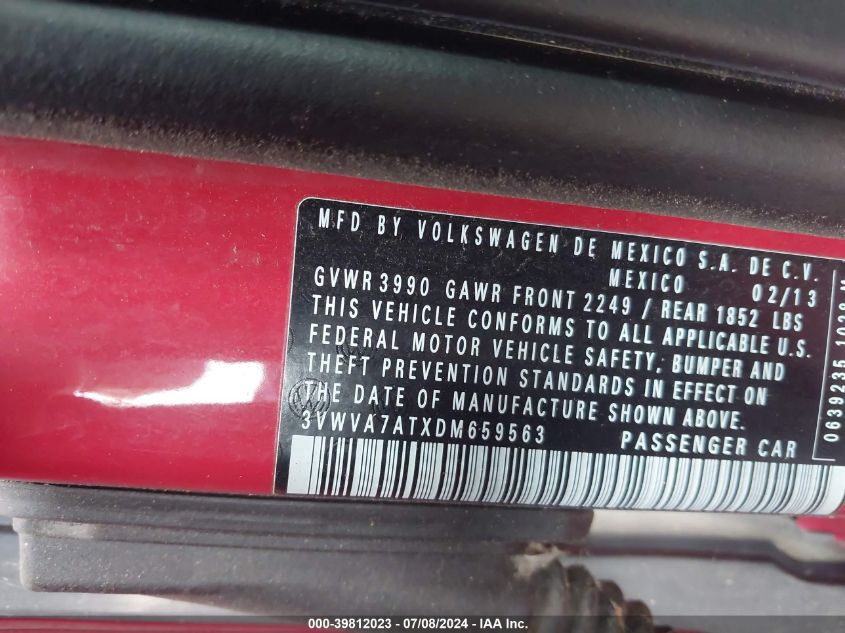 MFD BY VOLKSWAGEN DE MEXICO S.A. DE C.V.
MEXICO 02/13
GVWR 3990 GAWR FRONT 2249 / REAR 1852 LBS
THIS VEHICLE CONFORMS TO ALL APPLICABLE U.S.
FEDERAL MOTOR VEHICLE SAFETY, BUMPER AND
THEFT PREVENTION STANDARDS IN EFFECT ON
THE DATE OF MANUFACTURE SHOWN ABOVE.
3VWVA7ATXDM659563 PASSENGER CAR
0639235 1038
000-39812023 / 07/08/2024 - IAA Inc.